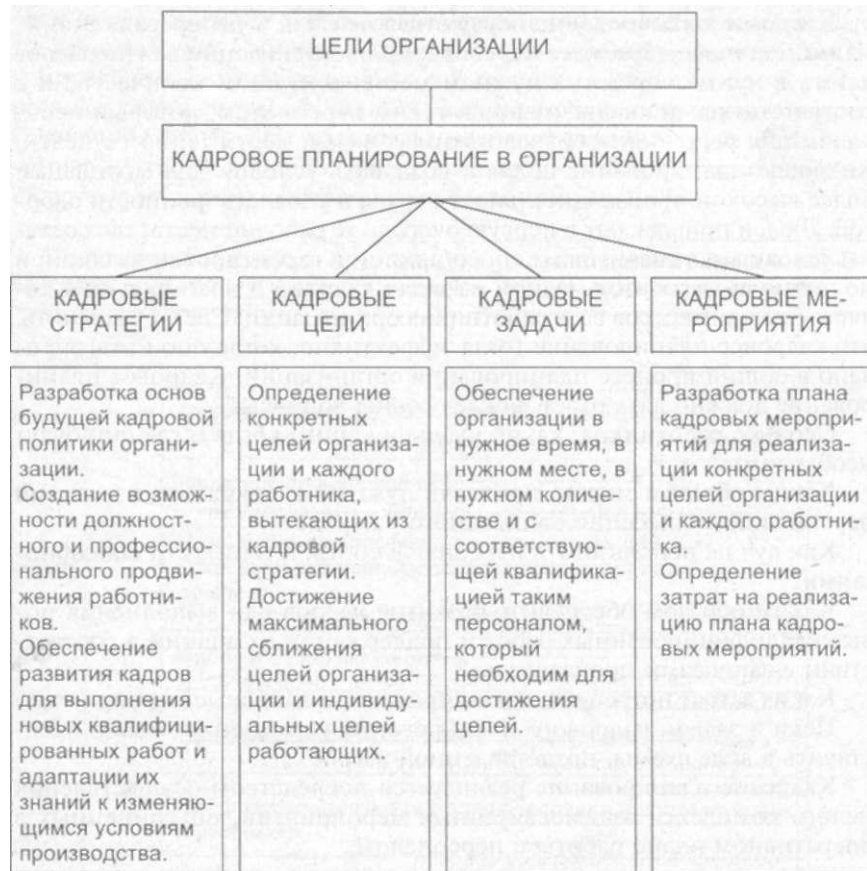 ЦЕЛИ ОРГАНИЗАЦИИ
КАДРОВОЕ ПЛАНИРОВАНИЕ В ОРГАНИЗАЦИИ
КАДРОВЫЕ
СТРАТЕГИИ
КАДРОВЫЕ
ЦЕЛИ
КАДРОВЫЕ
ЗАДАЧИ
КАДРОВЫЕ МЕ-
РОПРИЯТИЯ
Разработка основ
будущей кадровой
политики органи-
зации.
Создание возмож-
ности должност-
ного и профессио-
нального продви-
жения работни-
ков.
Обеспечение
развития кадров
для выполнения
новых квалифици-
рованных работ и
адаптации их
знаний к изменяю-
щимся условиям
производства.
Определение
конкретных
целей организа-
ции и каждого
работника,
вытекающих из
кадровой
стратегии.
Достижение
максимального
сближения
целей организа-
ции и индивиду-
альных целей
работающих.
Обеспечение
организации в
нужное время, в
нужном месте, в
нужном количе-
стве и с
соответствую-
щей квалифика-
цией таким
персоналом,
который
необходим для
достижения
целей.
Разработка плана
кадровых меропри-
ятий для реализа-
ции конкретных
целей организации
и каждого работни-
ка.
Определение
затрат на реализа-
цию плана кадро-
вых мероприятий.